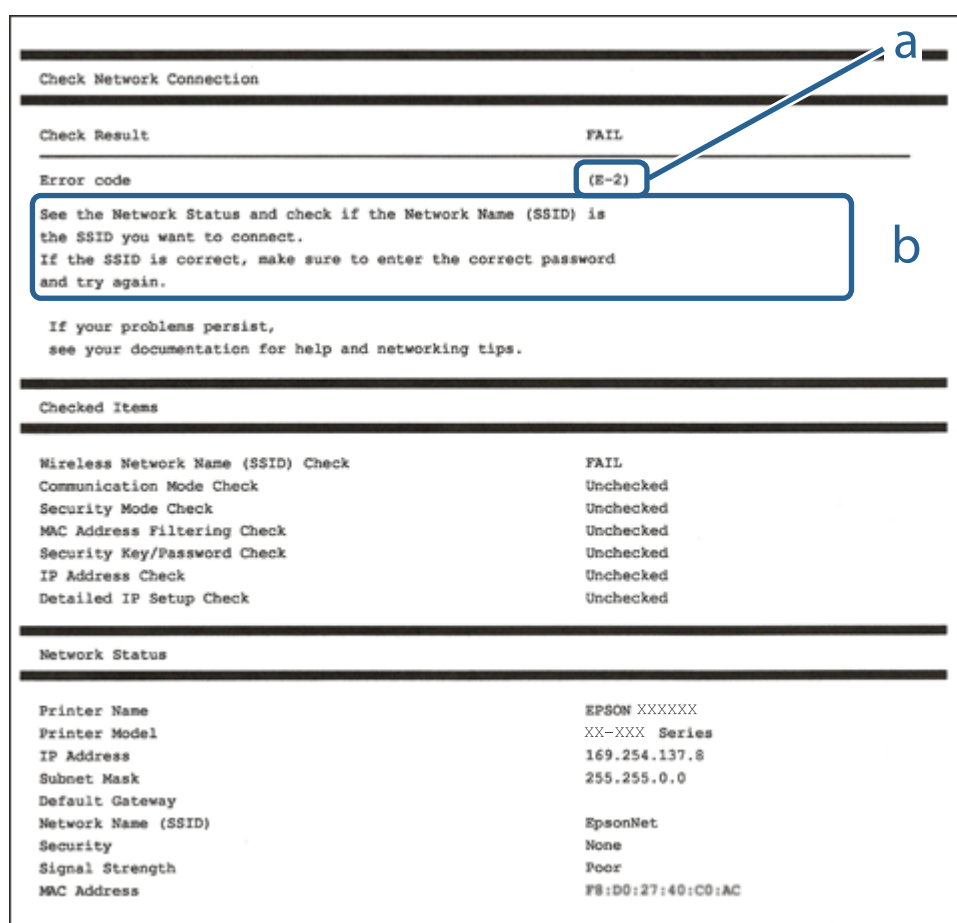 a
Check Network Connection
Check Result FAIL
Error code (E-2)
See the Network Status and check if the Network Name (SSID) is
the SSID you want to connect.
If the SSID is correct, make sure to enter the correct password
and try again.
b
If your problems persist,
see your documentation for help and networking tips.
Checked Items
Wireless Network Name (SSID) Check FAIL
Communication Mode Check Unchecked
Security Mode Check Unchecked
MAC Address Filtering Check Unchecked
Security Key/Password Check Unchecked
IP Address Check Unchecked
Detailed IP Setup Check Unchecked
Network Status
Printer Name EPSON XXXXXX
Printer Model XX-XXX Series
IP Address 169.254.137.8
Subnet Mask 255.255.0.0
Default Gateway
Network Name (SSID) EpsonNet
Security None
Signal Strength Poor
MAC Address F8:D0:27:40:C0:AC